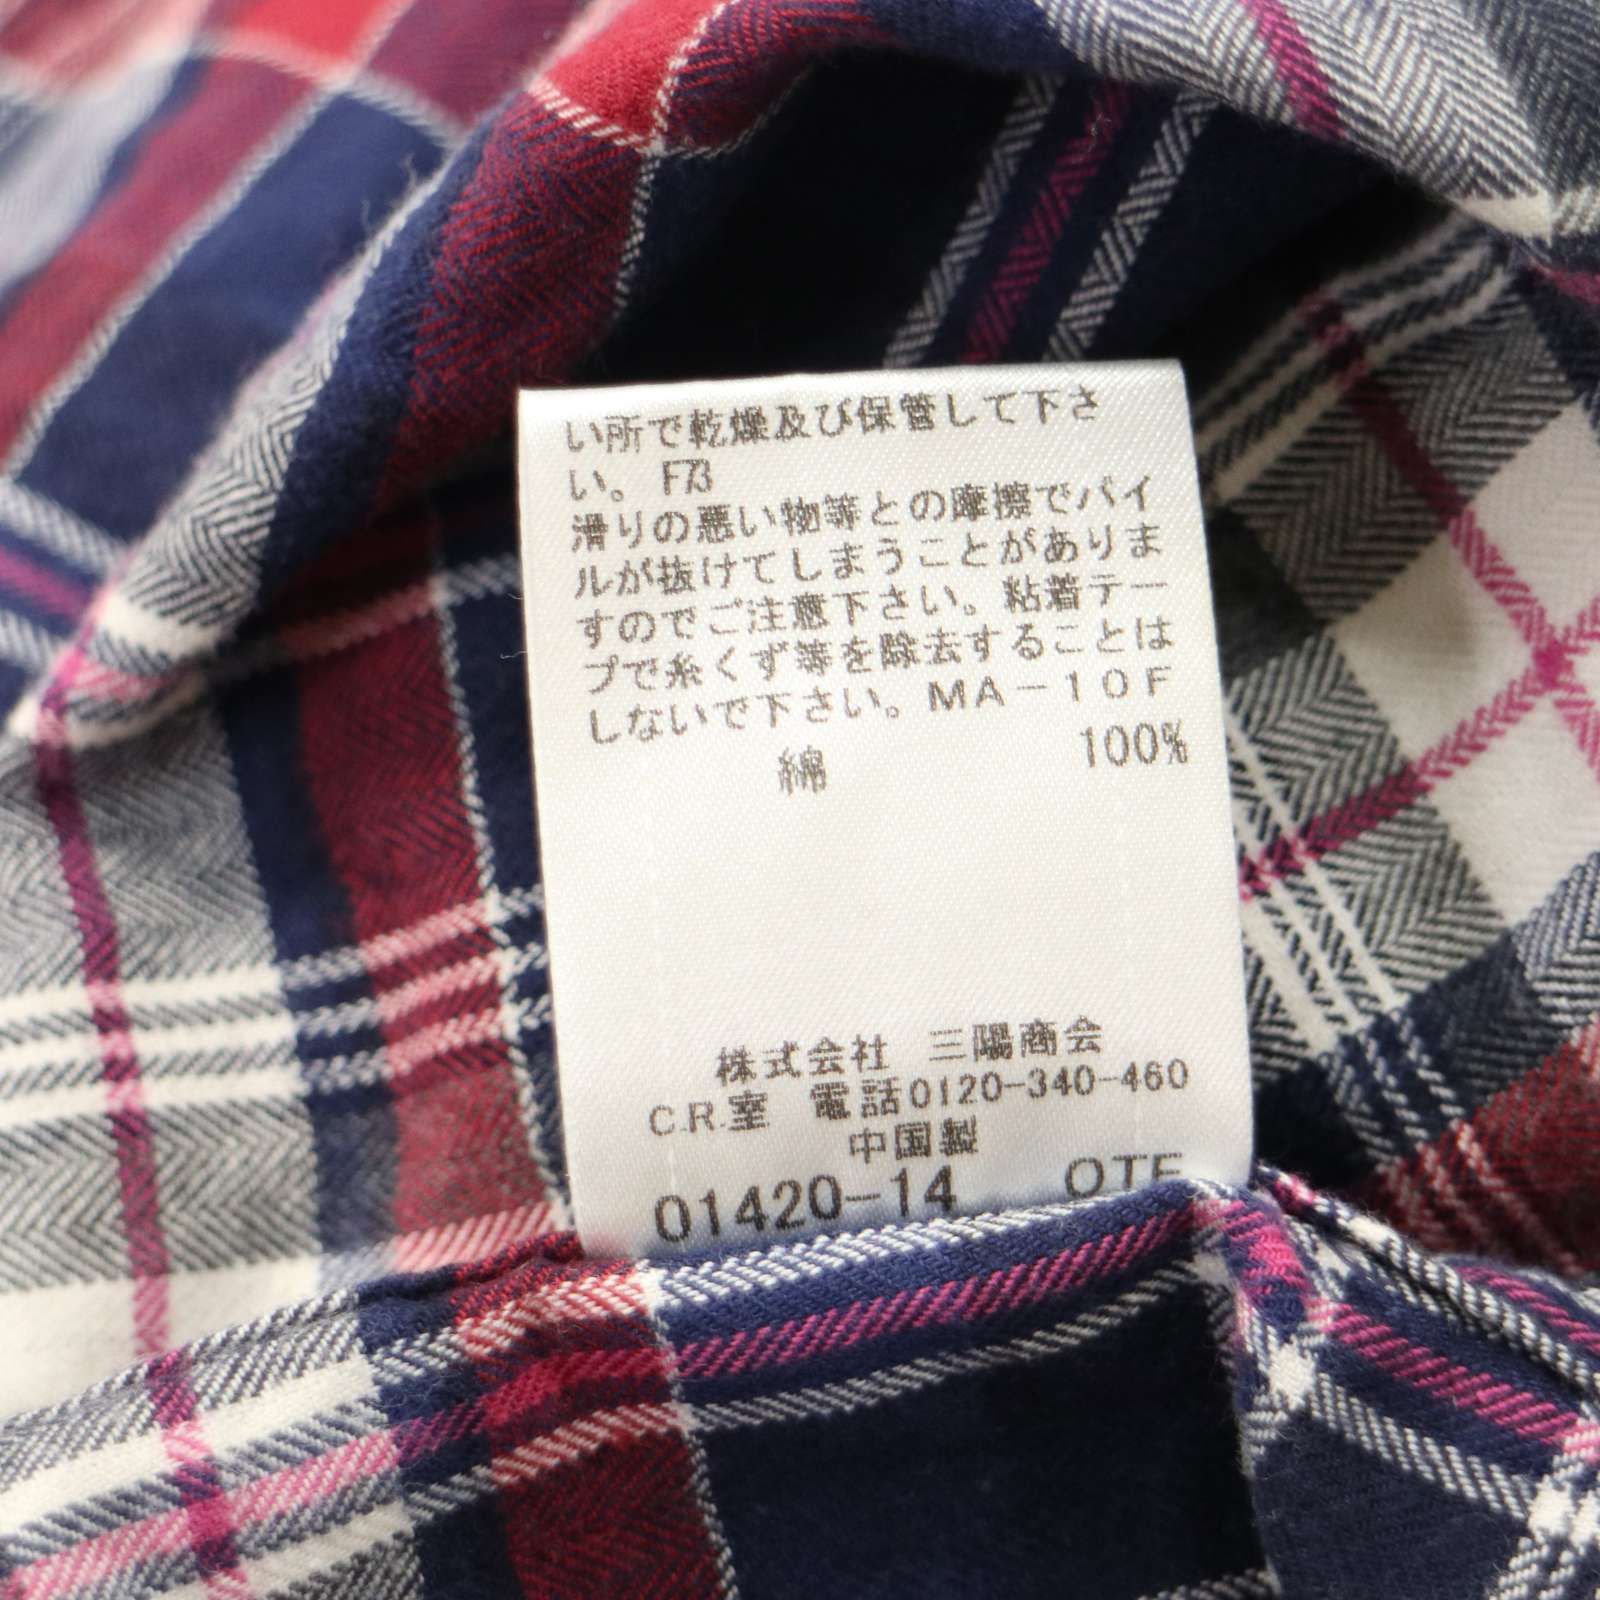 い所で乾燥及び保管して下さ
い。F73
滑りの悪い物等との摩擦でパイ
ルが抜けてしまうことがありま
すのでご注意下さい。粘着テー
プで糸くず等を除去することは
しないで下さい。MA-10F
綿 100%
株式会社 三陽商会
C.R.室 電話0120-340-460
中国製
01420-14